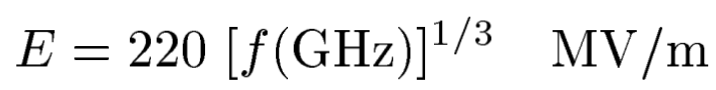 E = 220 [f(GHz)]^{1/3} MV/m